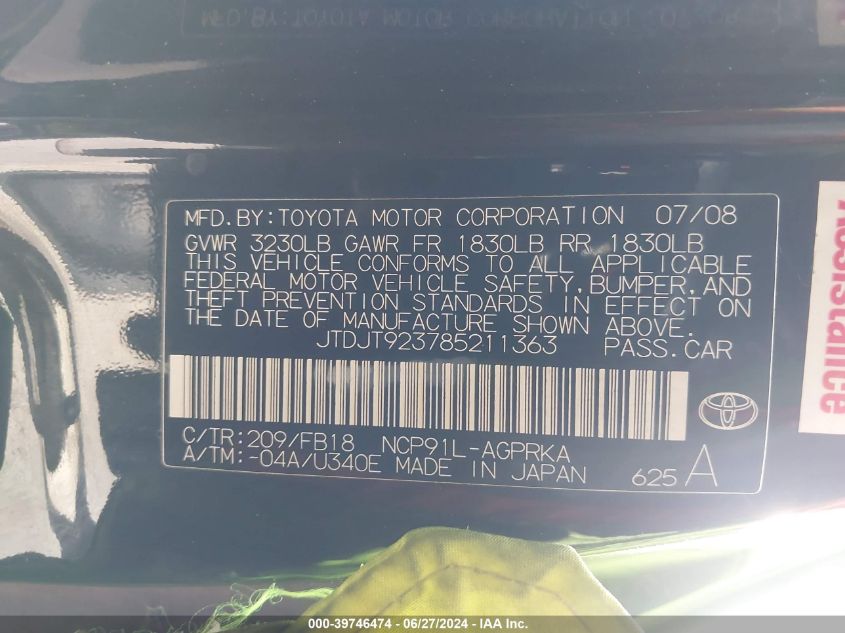 MFD. BY: TOYOTA MOTOR CORPORATION 07/08
GVWR 3230LB GAWR FR 1830LB RR 1830LB
THIS VEHICLE CONFORMS TO ALL APPLICABLE
FEDERAL MOTOR VEHICLE SAFETY, BUMPER, AND
THEFT PREVENTION STANDARDS IN EFFECT ON
THE DATE OF MANUFACTURE SHOWN ABOVE.
JTDJT923785211363 PASS. CAR
C/TR: 209/FB18 NCP91L-AGPRKA
A/TM: -04A/U340E MADE IN JAPAN 625 A
Resistance
000-39746474 | 06/27/2024 - © IAA Inc.